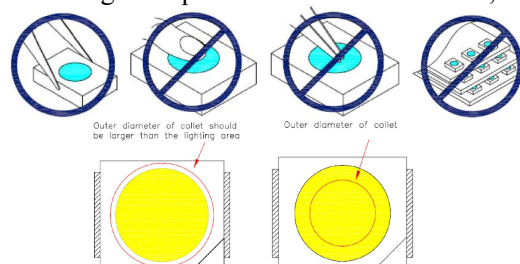 Outer diameter of collet should
be larger than the lighting area
Outer diameter of collet